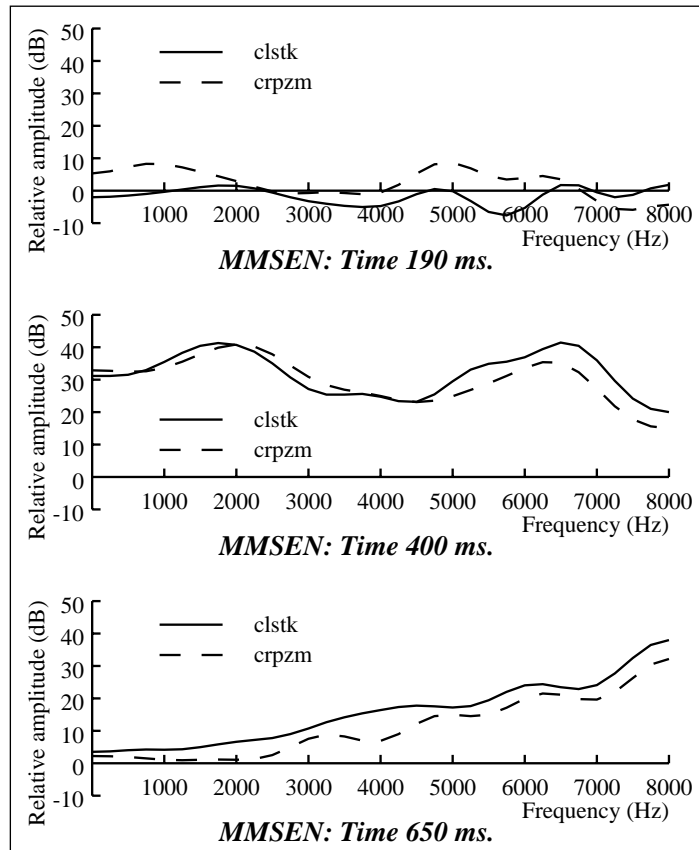 Relative amplitude (dB)
50
40
30
20
10
0
-10
clstk
crpzm
1000 2000 3000 4000 5000 6000 7000 8000
Frequency (Hz)
MMSEN: Time 190 ms.
Relative amplitude (dB)
50
40
30
20
10
0
-10
clstk
crpzm
1000 2000 3000 4000 5000 6000 7000 8000
Frequency (Hz)
MMSEN: Time 400 ms.
Relative amplitude (dB)
50
40
30
20
10
0
-10
clstk
crpzm
1000 2000 3000 4000 5000 6000 7000 8000
Frequency (Hz)
MMSEN: Time 650 ms.